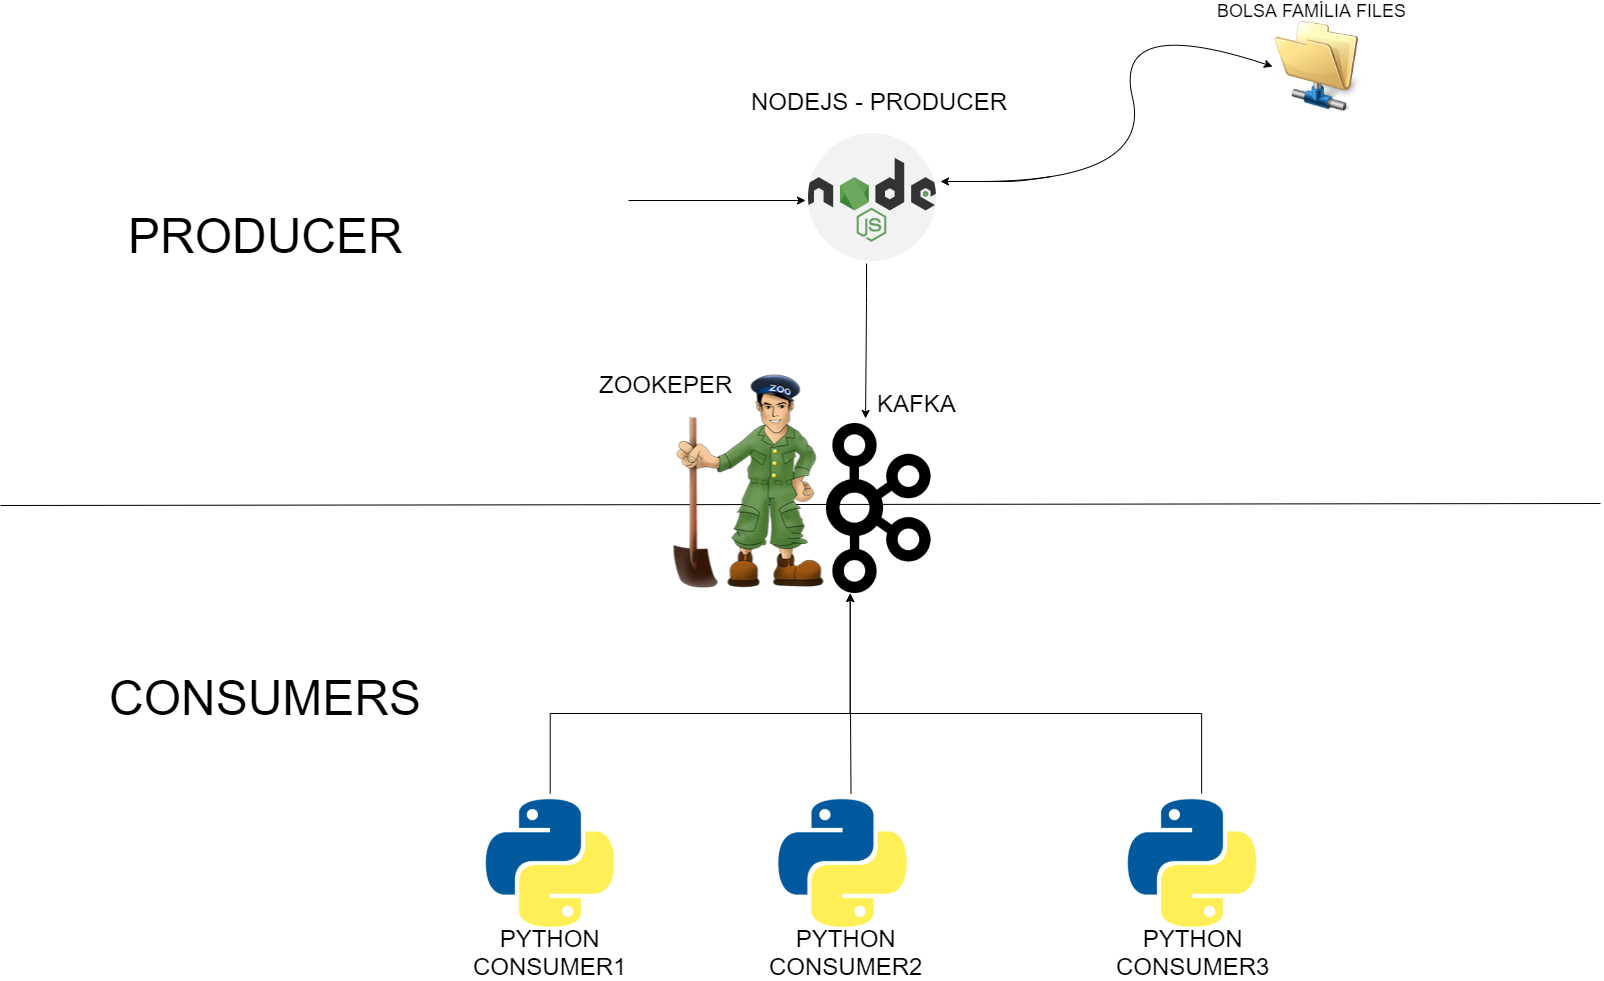 BOLSA FAMÍLIA FILES
NODEJS - PRODUCER
node
JS
PRODUCER
ZOOKEPER
ZOO
KAFKA
CONSUMERS
PYTHON
CONSUMER1
PYTHON
CONSUMER2
PYTHON
CONSUMER3